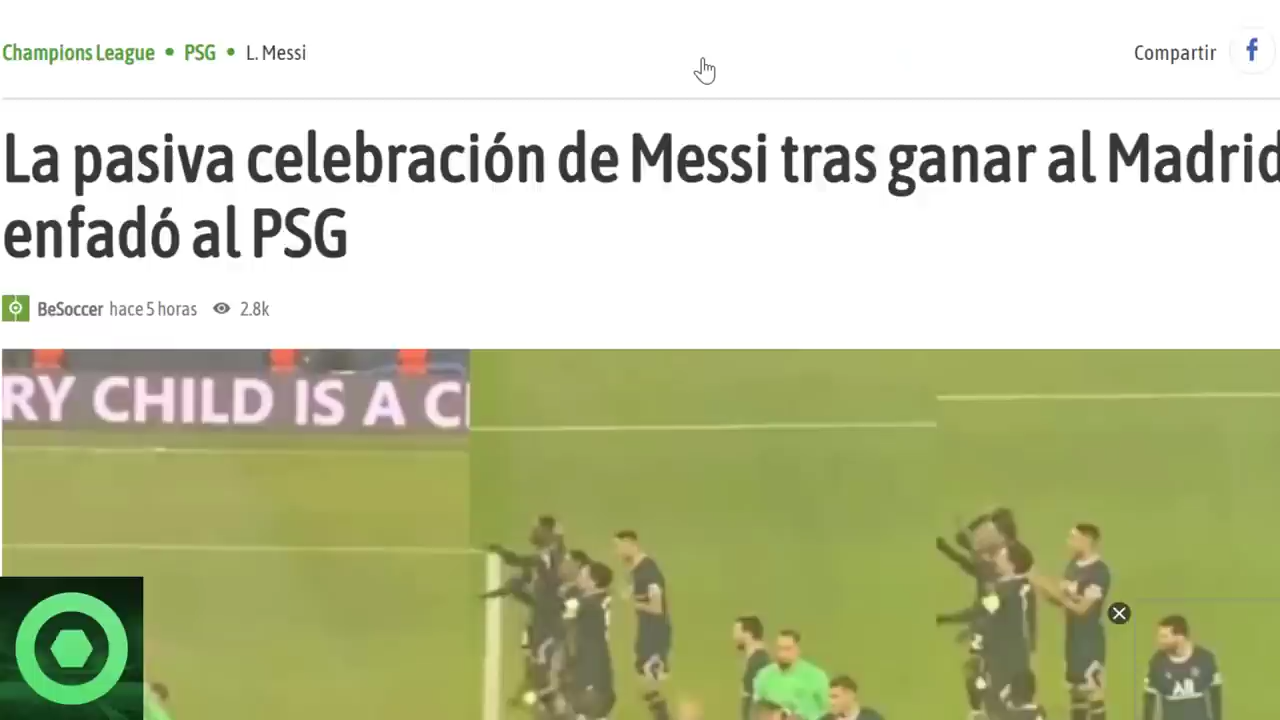 Champions League • PSG • L. Messi
Compartir
La pasiva celebración de Messi tras ganar al Madrid
enfadó al PSG
BeSoccer hace 5 horas 2.8k
RY CHILD IS A C
ALL